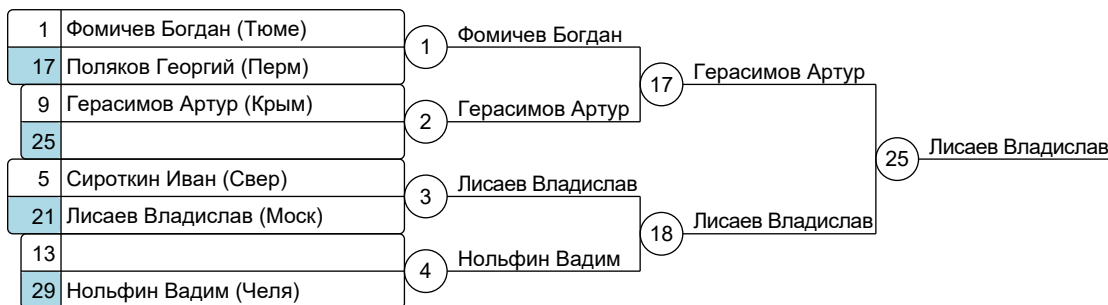 1 Фомичев Богдан (Тюме)
17 Поляков Георгий (Перм)
9 Герасимов Артур (Крым)
25
5 Сироткин Иван (Свер)
21 Лисаев Владислав (Моск)
13
29 Нольфин Вадим (Челя)
1 Фомичев Богдан
2 Герасимов Артур
3 Лисаев Владислав
4 Нольфин Вадим
17 Герасимов Артур
18 Лисаев Владислав
25 Лисаев Владислав